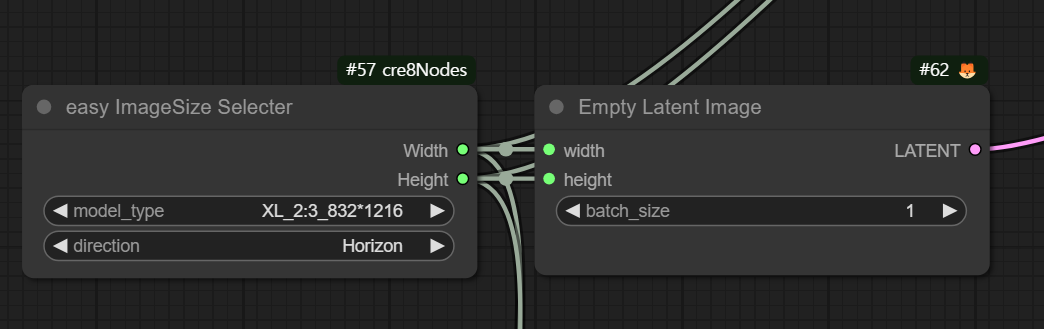 #57 cre8Nodes
easy ImageSize Selecter
Width
Height
model_type XL_2:3_832*1216
direction Horizon
#62 🦊
Empty Latent Image
width LATENT
height
batch_size 1